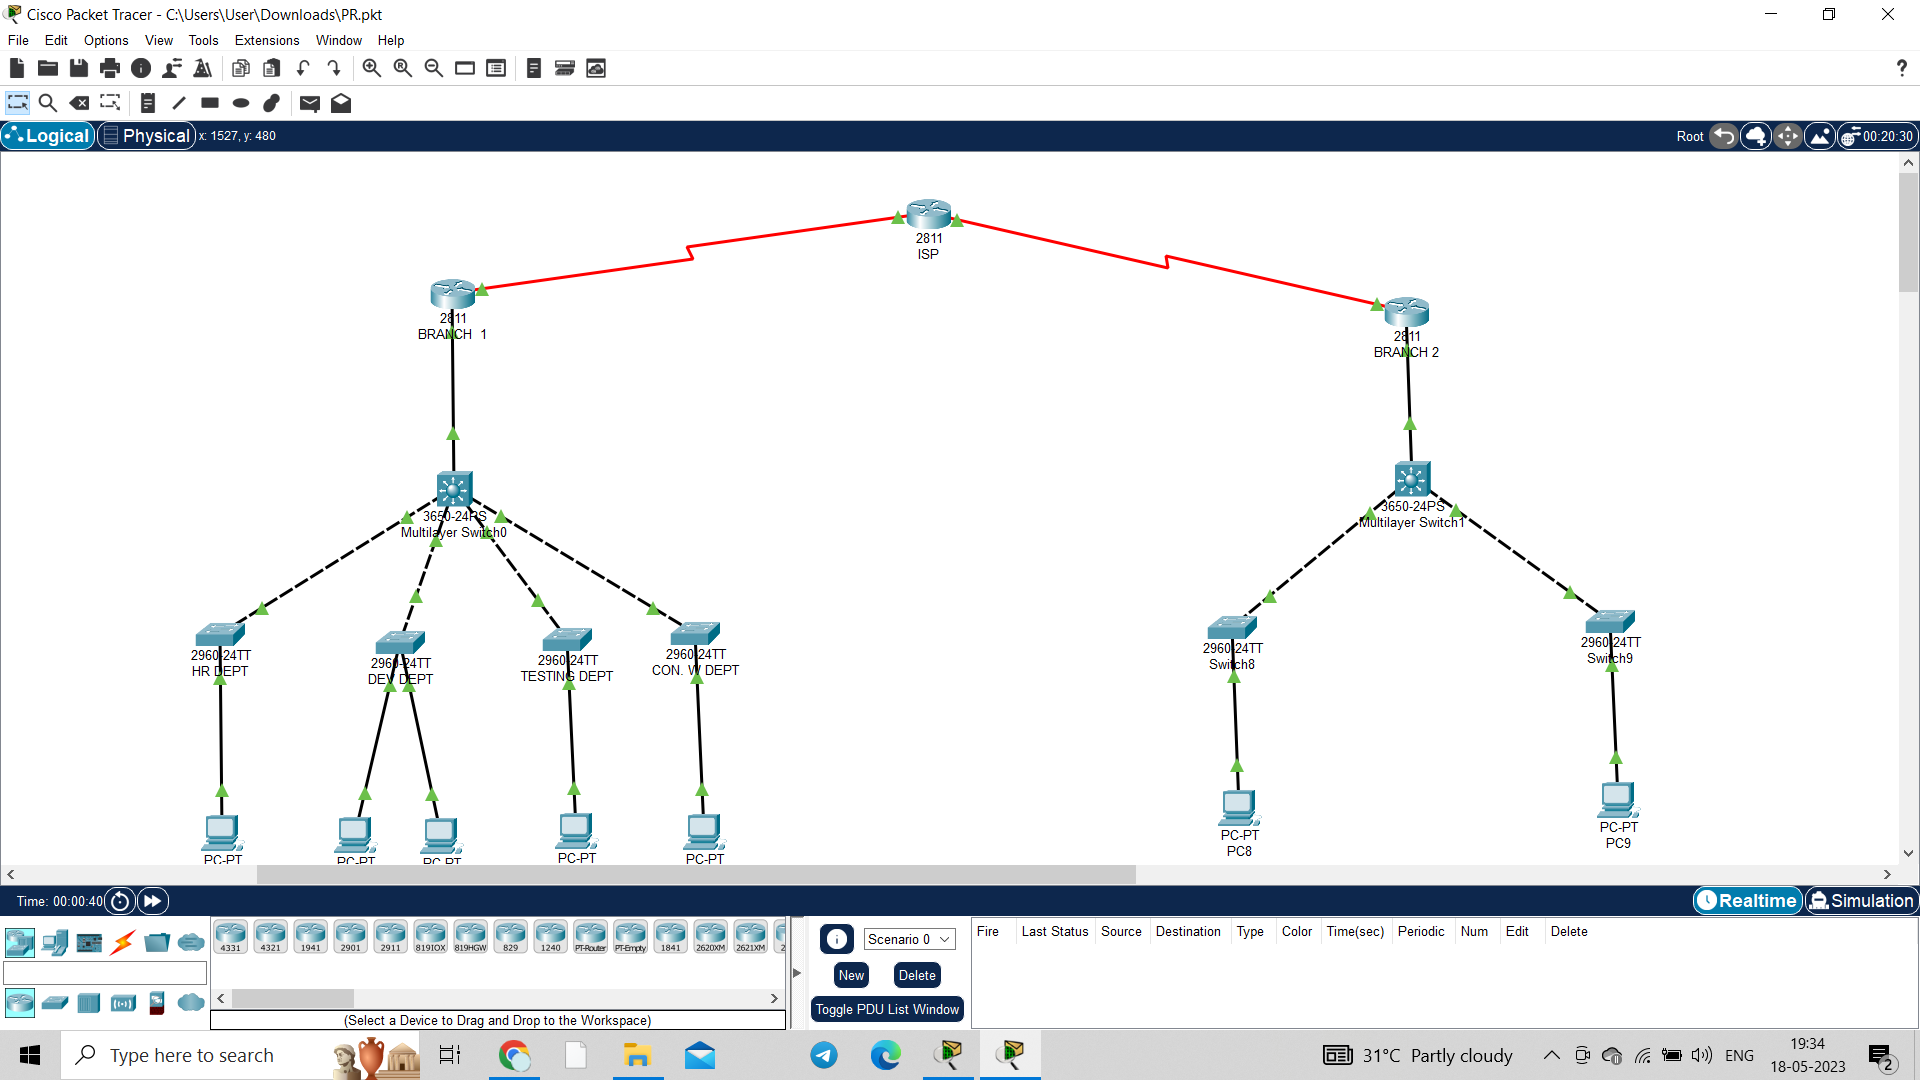 Cisco Packet Tracer - C:\Users\User\Downloads\PR.pkt
File Edit Options View Tools Extensions Window Help
?
Logical Physical x: 1527, y: 480 Root 00:20:30
2811
ISP
2811
BRANCH 1
2811
BRANCH 2
3650-24PS
Multilayer Switch0
3650-24PS
Multilayer Switch1
2960-24TT
HR DEPT
2960-24TT
DEV DEPT
2960-24TT
TESTING DEPT
2960-24TT
CON. W DEPT
2960-24TT
Switch8
2960-24TT
Switch9
PC-PT
PC-PT
PC-PT
PC-PT
PC-PT
PC-PT
PC8
PC-PT
PC9
Time: 00:00:40 Realtime Simulation
4331 4321 1941 2901 2911 819IOX 819HGW 829 1240 PT-Router PT-Empty 1841 2620XM 2621XM 2
(Select a Device to Drag and Drop to the Workspace)
Scenario 0
New Delete
Toggle PDU List Window
Fire Last Status Source Destination Type Color Time(sec) Periodic Num Edit Delete
Type here to search
31°C Partly cloudy ENG
19:34
18-05-2023
2